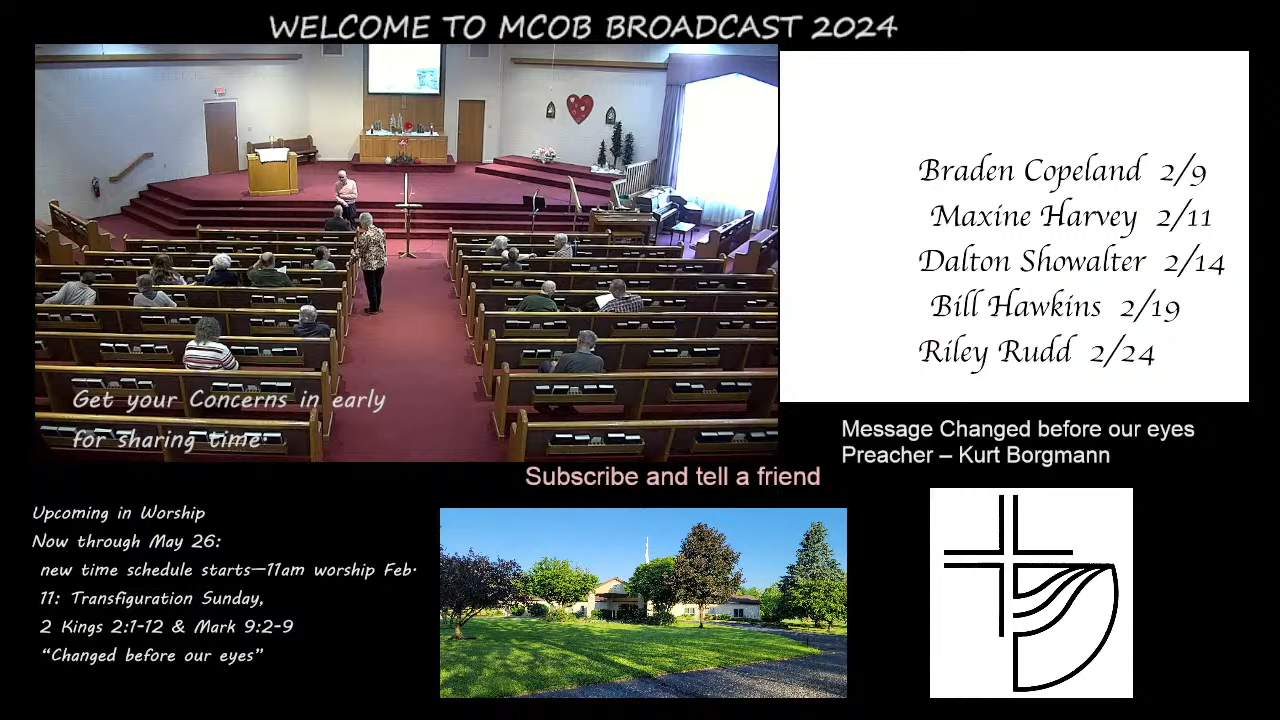 WELCOME TO MCOB BROADCAST 2024
Braden Copeland 2/9
Maxine Harvey 2/11
Dalton Showalter 2/14
Bill Hawkins 2/19
Riley Rudd 2/24
Get your Concerns in early
for sharing time.
Message Changed before our eyes
Preacher – Kurt Borgmann
Subscribe and tell a friend
Upcoming in Worship
Now through May 26:
new time schedule starts—11am worship Feb.
11: Transfiguration Sunday,
2 Kings 2:1-12 & Mark 9:2-9
“Changed before our eyes”